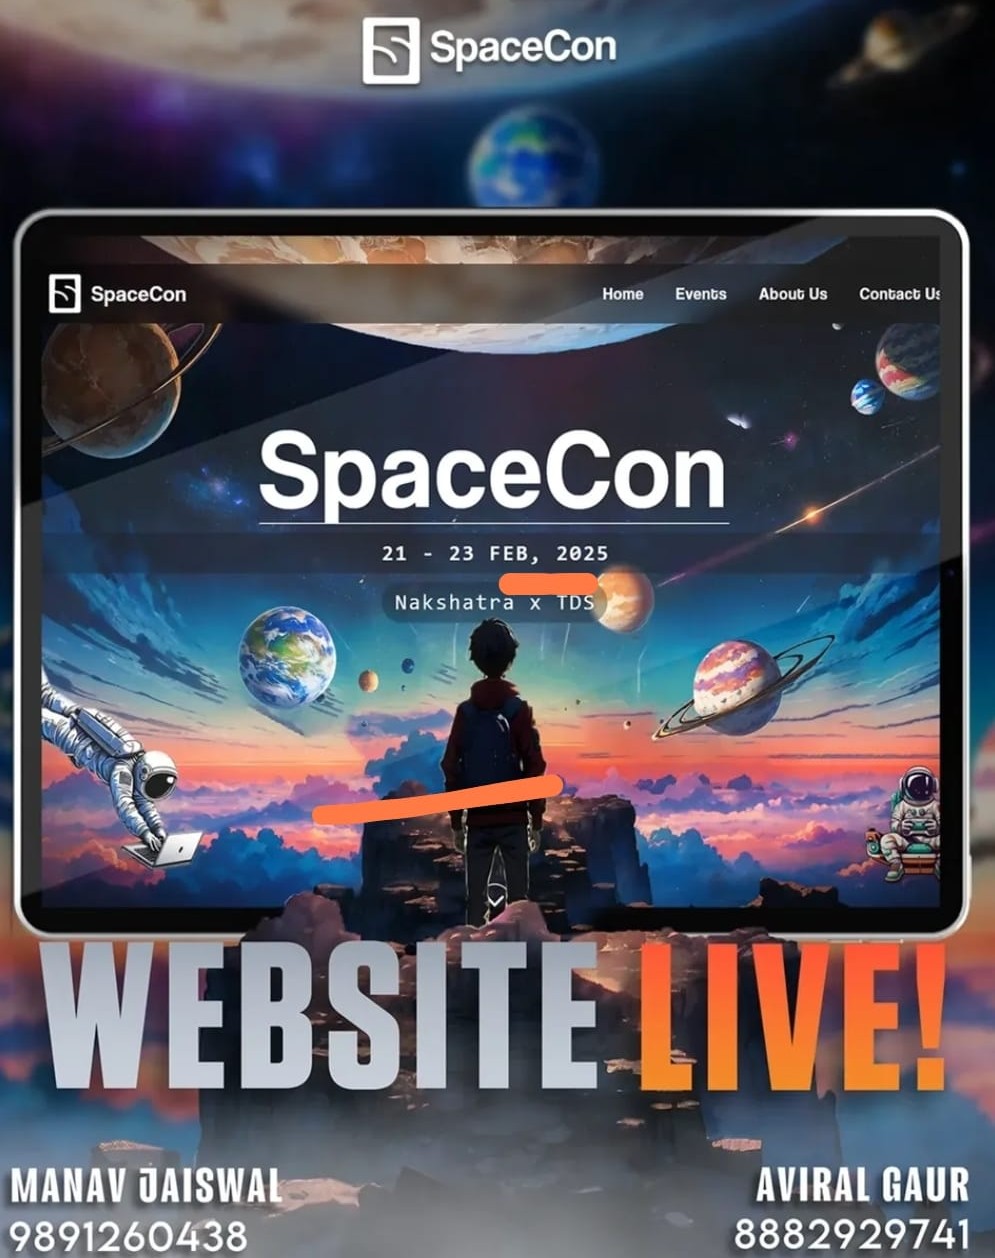 SpaceCon
SpaceCon
Home Events About Us Contact Us
SpaceCon
21 - 23 FEB, 2025
Nakshatra x TDS
WEBSITE LIVE!
MANAV JAISWAL
9891260438
AVIRAL GAUR
8882929741